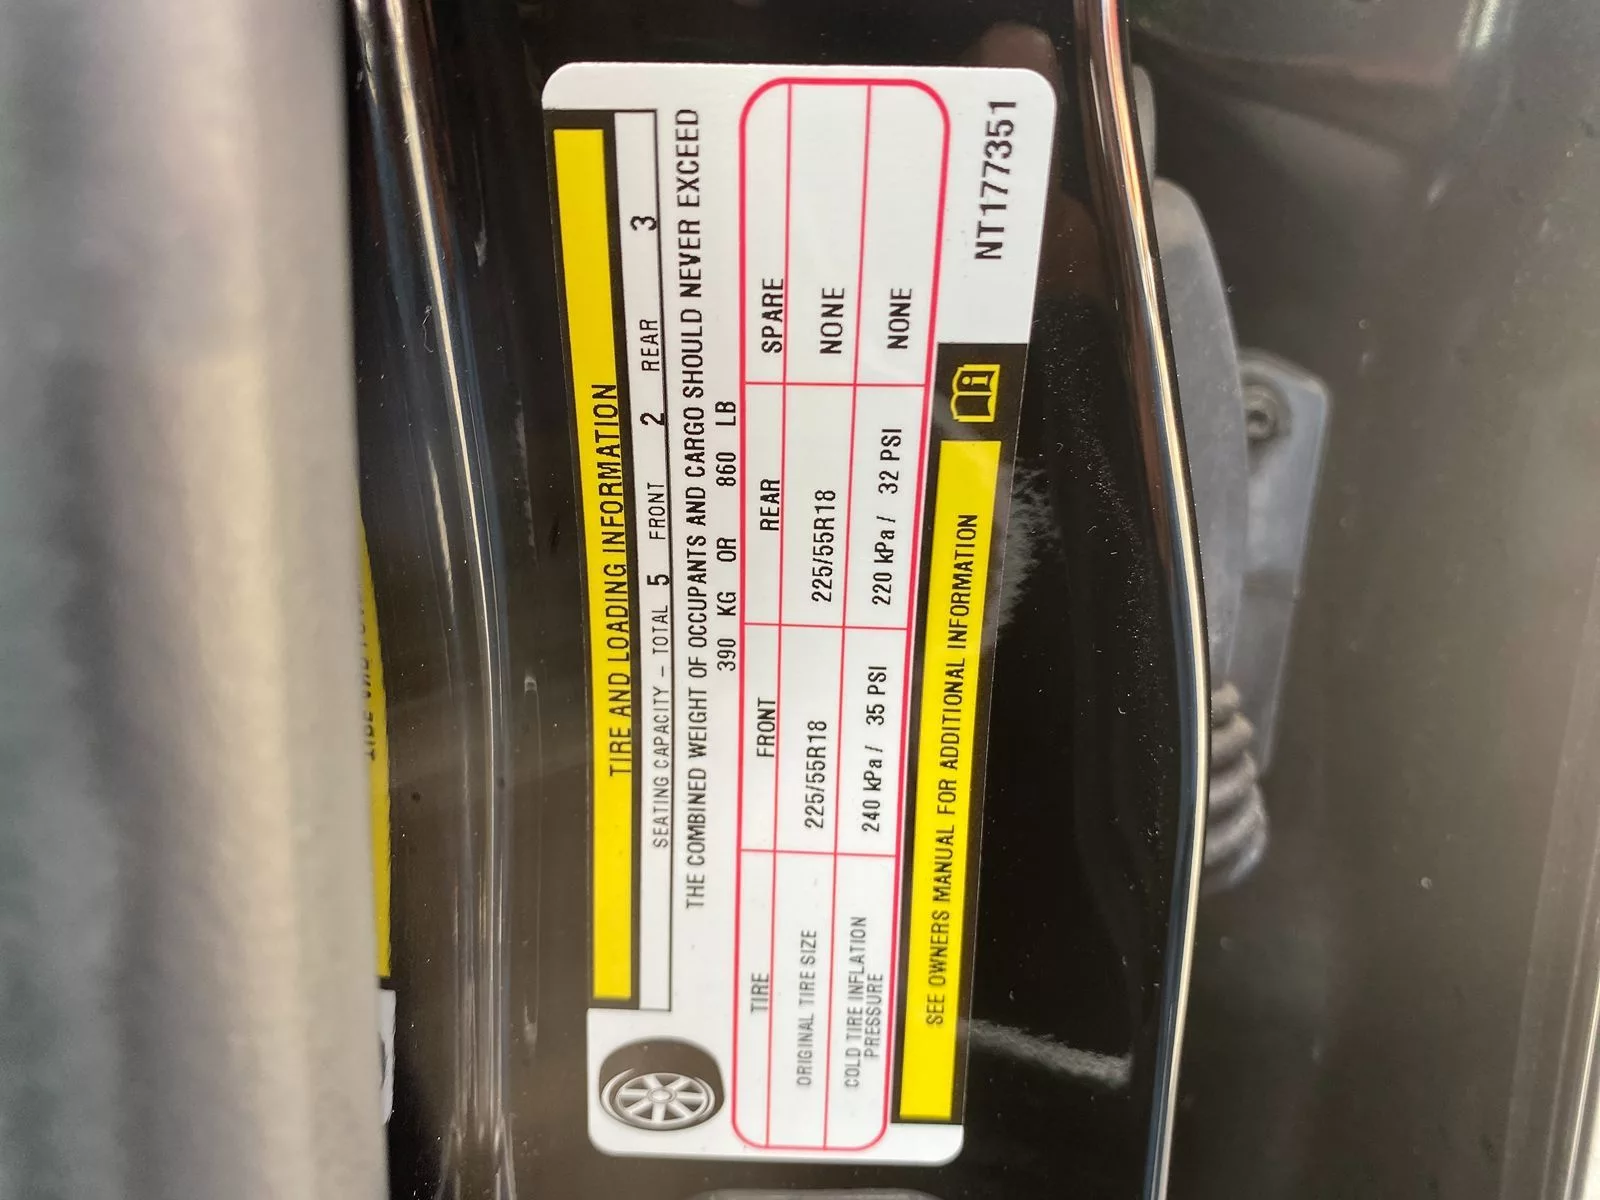 TIRE AND LOADING INFORMATION
SEATING CAPACITY – TOTAL 5 FRONT 2 REAR 3
THE COMBINED WEIGHT OF OCCUPANTS AND CARGO SHOULD NEVER EXCEED
390 KG OR 860 LB
TIRE FRONT REAR SPARE
ORIGINAL TIRE SIZE 225/55R18 225/55R18 NONE
COLD TIRE INFLATION PRESSURE 240 kPa / 35 PSI 220 kPa / 32 PSI NONE
SEE OWNERS MANUAL FOR ADDITIONAL INFORMATION
NT177351